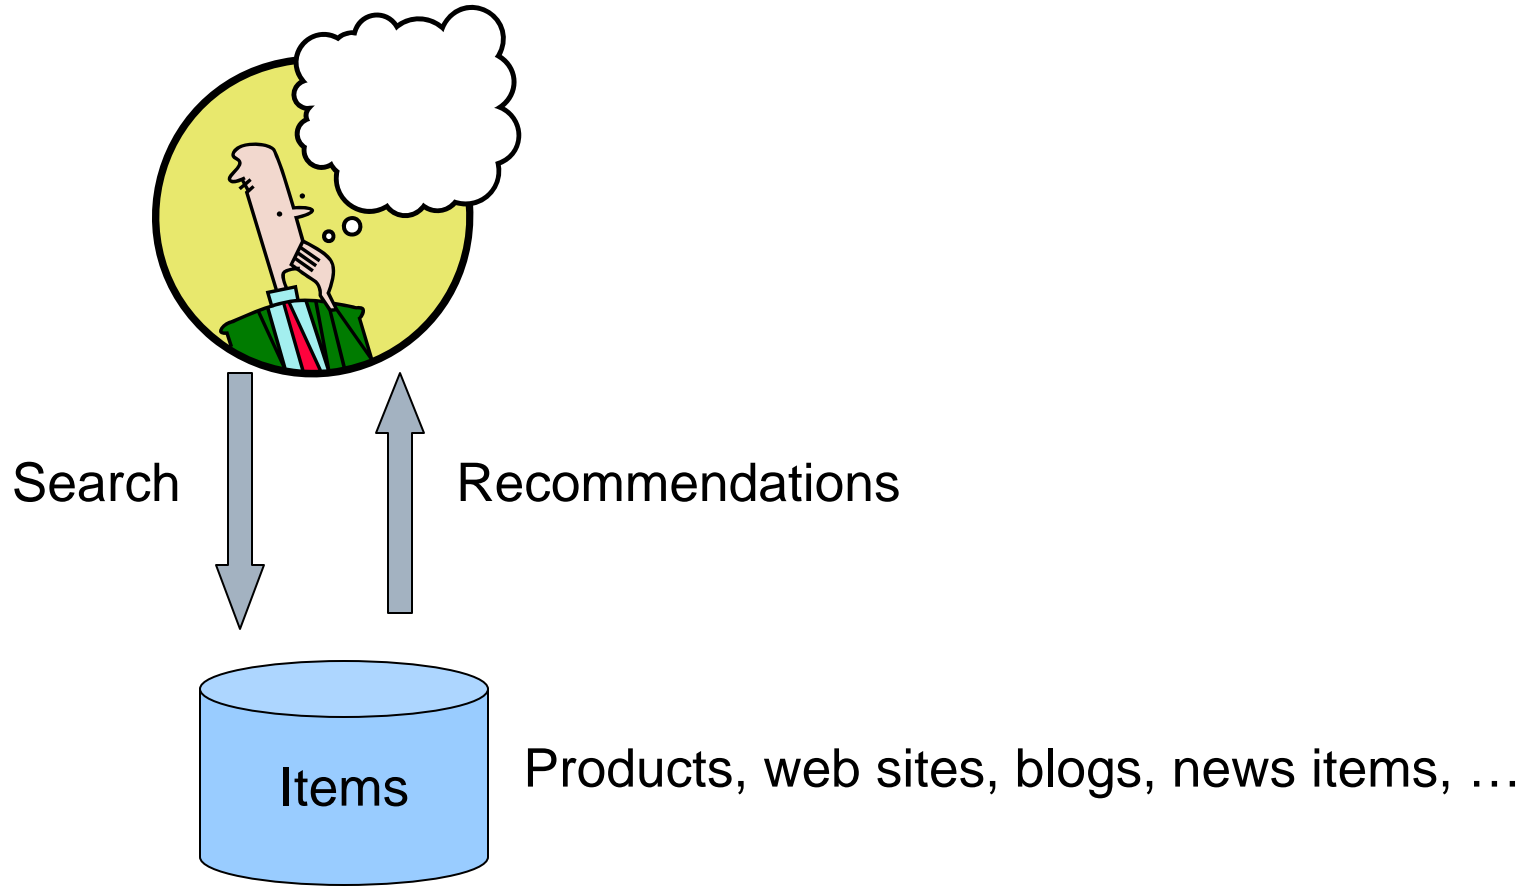 Search
Recommendations
Items
Products, web sites, blogs, news items, …